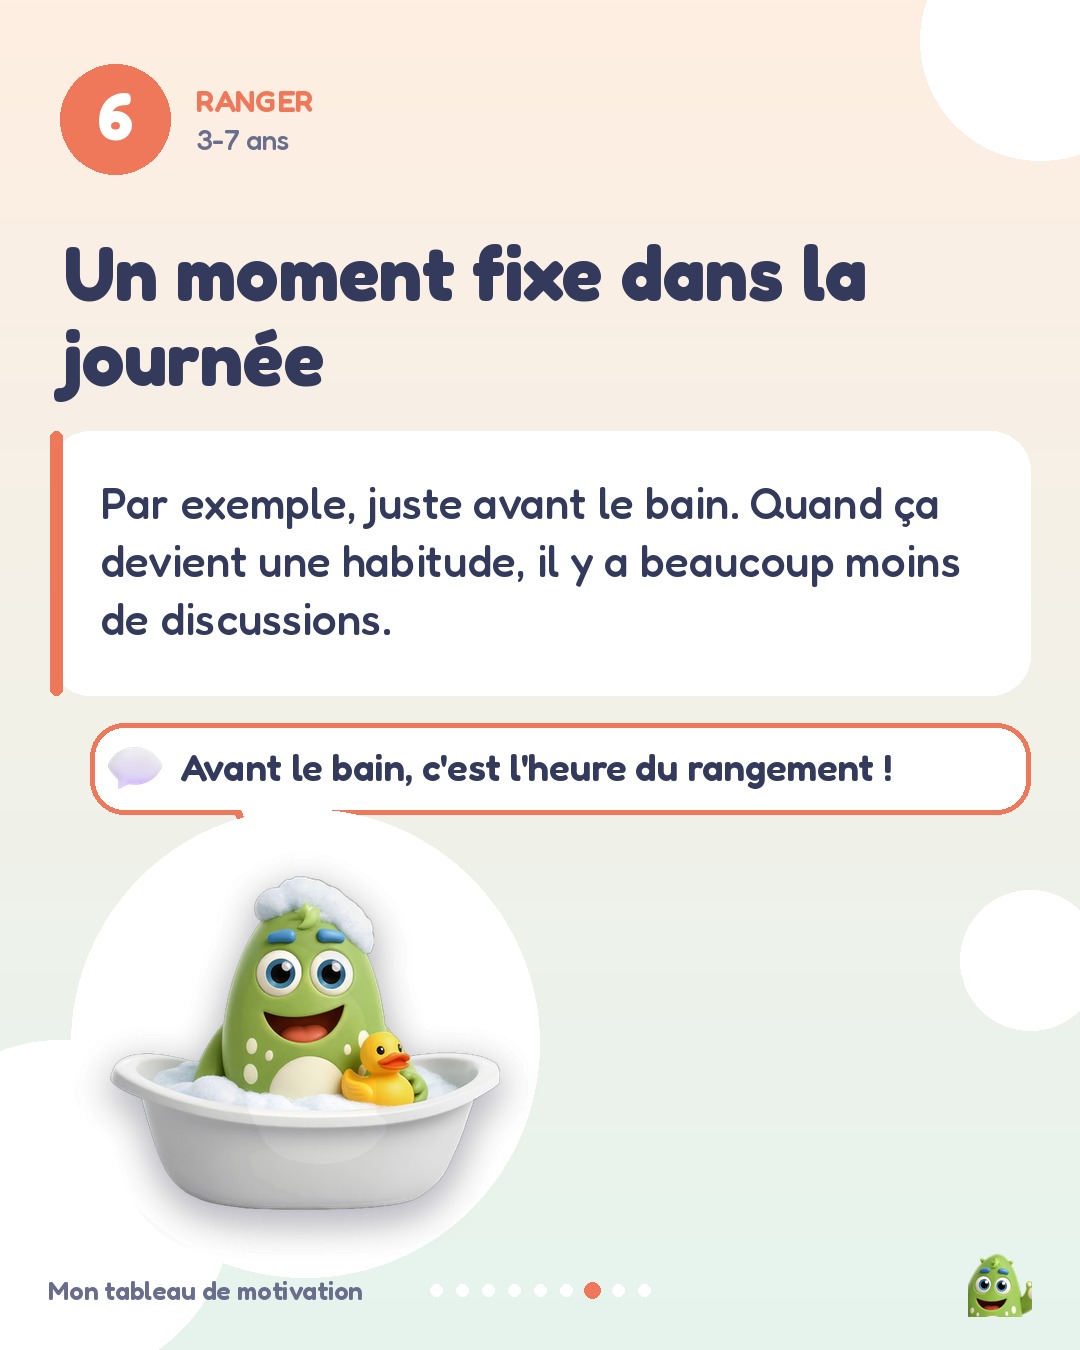 6
RANGER
3-7 ans
Un moment fixe dans la
journée
Par exemple, juste avant le bain. Quand ça
devient une habitude, il y a beaucoup moins
de discussions.
Avant le bain, c'est l'heure du rangement !
Mon tableau de motivation